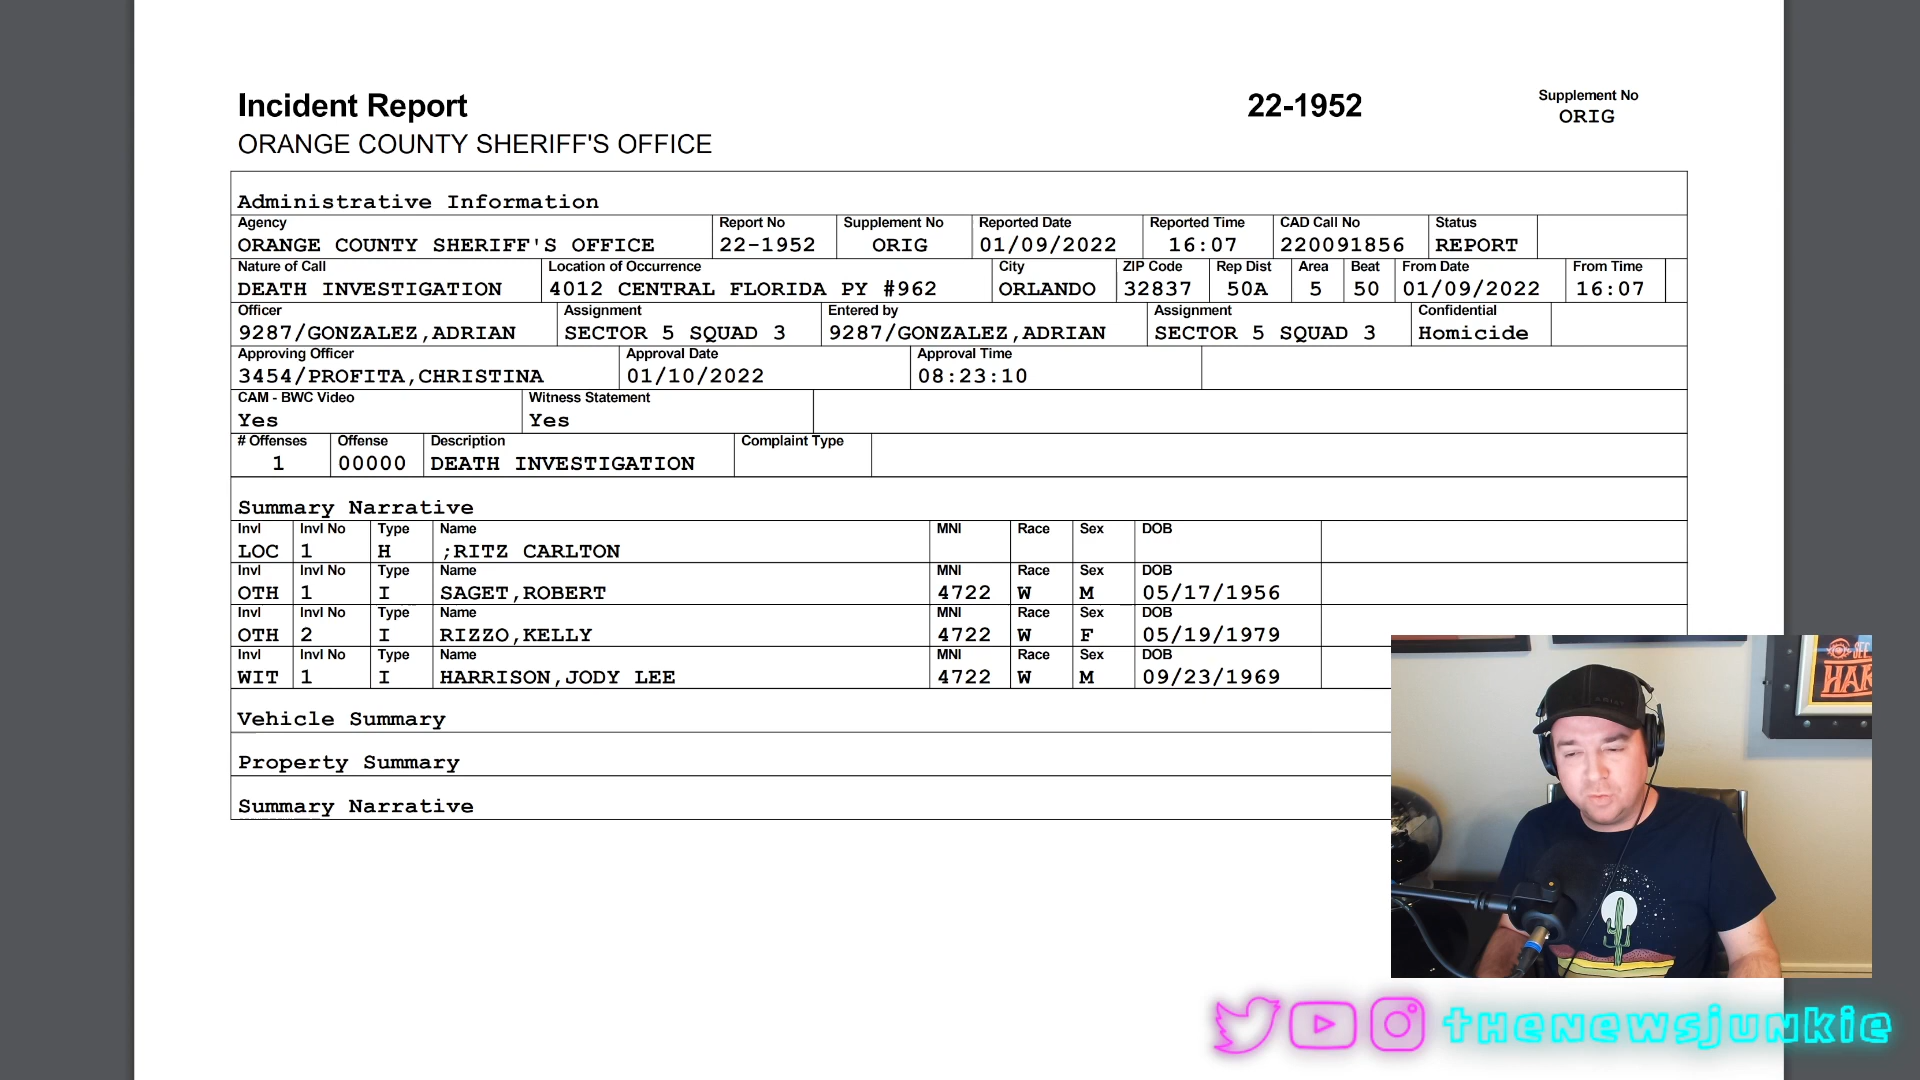 Incident Report
22-1952
Supplement No
ORIG
ORANGE COUNTY SHERIFF'S OFFICE
Administrative Information
Agency Report No Supplement No Reported Date Reported Time CAD Call No Status
ORANGE COUNTY SHERIFF'S OFFICE 22-1952 ORIG 01/09/2022 16:07 220091856 REPORT
Nature of Call Location of Occurrence City ZIP Code Rep Dist Area Beat From Date From Time
DEATH INVESTIGATION 4012 CENTRAL FLORIDA PY #962 ORLANDO 32837 50A 5 50 01/09/2022 16:07
Officer Assignment Entered by Assignment Confidential
9287/GONZALEZ,ADRIAN SECTOR 5 SQUAD 3 9287/GONZALEZ,ADRIAN SECTOR 5 SQUAD 3 Homicide
Approving Officer Approval Date Approval Time
3454/PROFITA,CHRISTINA 01/10/2022 08:23:10
CAM - BWC Video Witness Statement
Yes Yes
# Offenses Offense Description Complaint Type
1 00000 DEATH INVESTIGATION
Summary Narrative
Invl Invl No Type Name MNI Race Sex DOB
LOC 1 H ;RITZ CARLTON
Invl Invl No Type Name MNI Race Sex DOB
OTH 1 I SAGET,ROBERT 4722 W M 05/17/1956
Invl Invl No Type Name MNI Race Sex DOB
OTH 2 I RIZZO,KELLY 4722 W F 05/19/1979
Invl Invl No Type Name MNI Race Sex DOB
WIT 1 I HARRISON,JODY LEE 4722 W M 09/23/1969
Vehicle Summary
Property Summary
Summary Narrative
thenewsjunkie